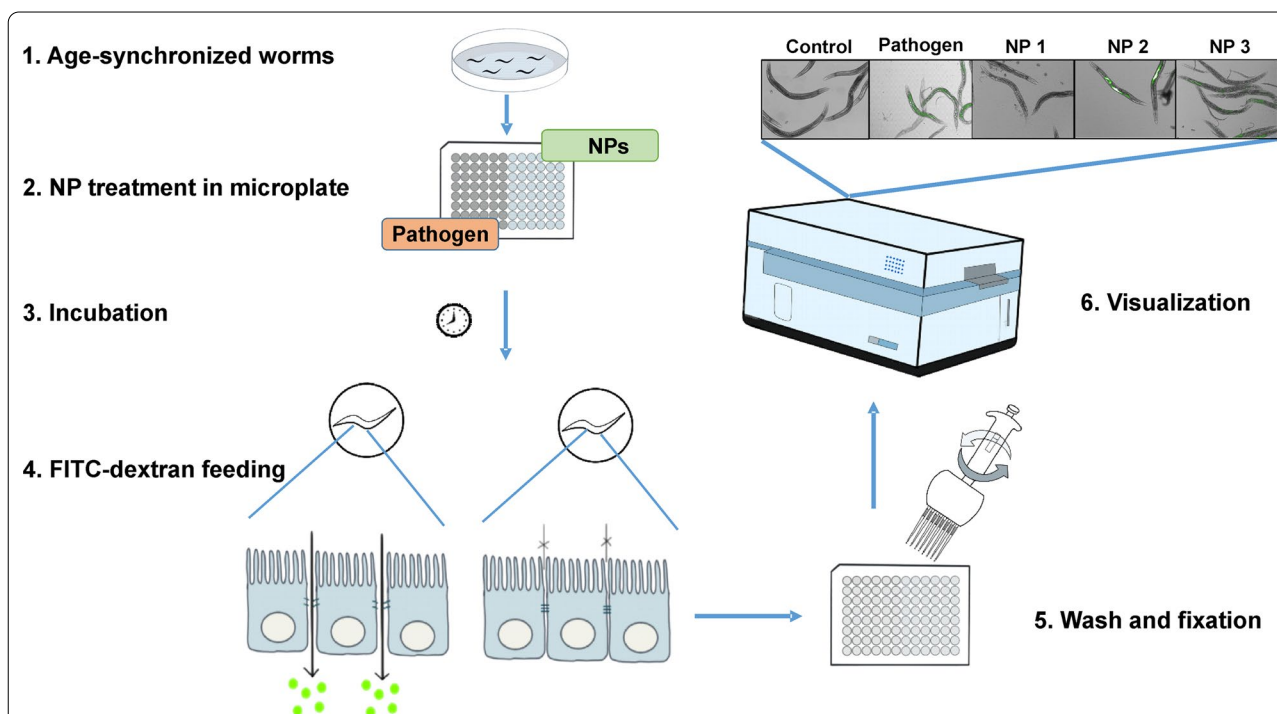 1. Age-synchronized worms
NPs
2. NP treatment in microplate
Pathogen
3. Incubation
4. FITC-dextran feeding
5. Wash and fixation
6. Visualization
Control
Pathogen
NP 1
NP 2
NP 3